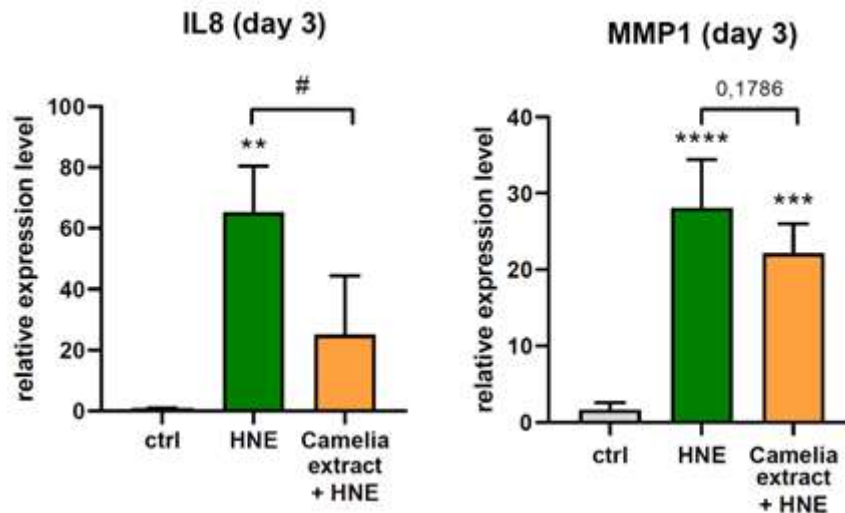 IL8 (day 3)
#
**
relative expression level
100
80
60
40
20
0
ctrl
HNE
Camelia
extract
+ HNE
MMP1 (day 3)
0,1786
****
***
relative expression level
40
30
20
10
0
ctrl
HNE
Camelia
extract
+ HNE